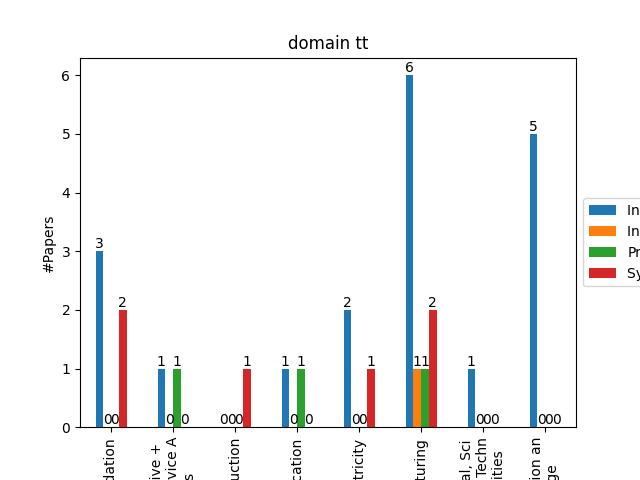 domain tt
#Papers
6
5
4
3
2
1
0
3
0
0
2
1
0
1
0
0
0
0
1
1
0
1
0
2
0
0
1
6
1
1
2
1
0
0
0
5
0
0
0
dation
ive +
vice A
s
uction
cation
tricity
turing
al, Sci
Techn
ities
ion an
ge
In
In
Pr
Sy